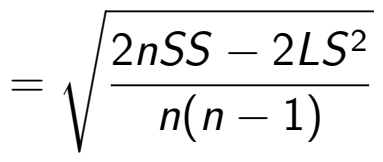 = √((2nSS − 2LS²) / (n(n − 1)))